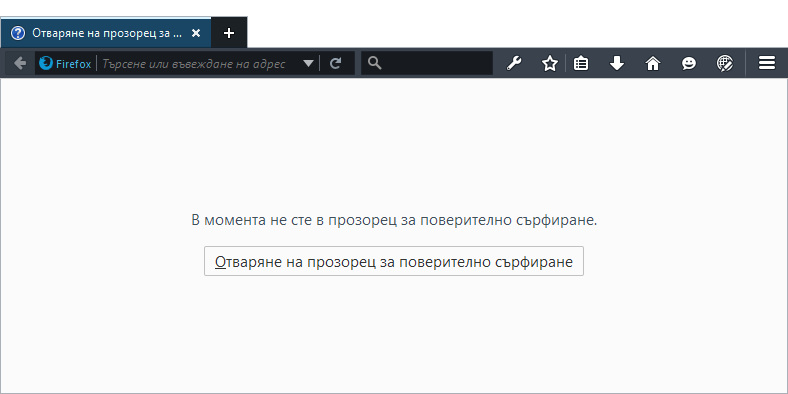 Отваряне на прозорец за ...
Firefox
Търсене или въвеждане на адрес
В момента не сте в прозорец за поверително сърфиране.
Отваряне на прозорец за поверително сърфиране